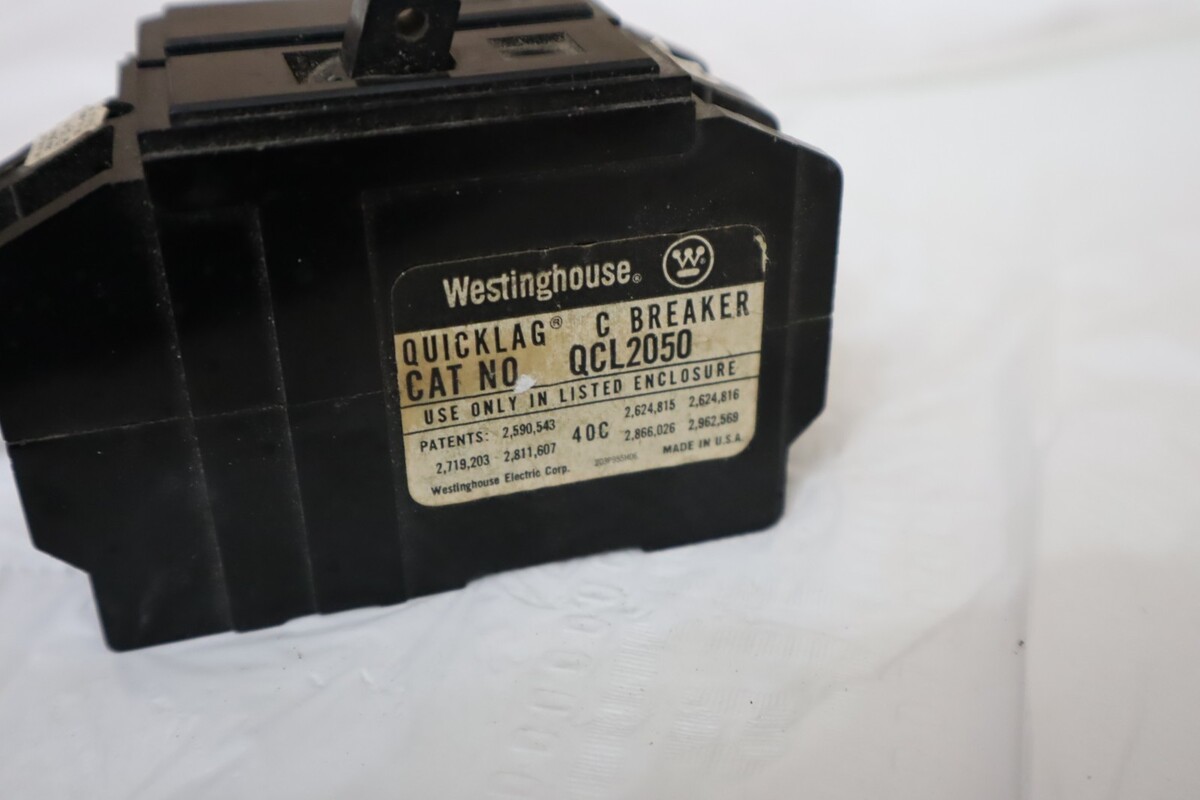 Westinghouse®
W
QUICKLAG® C BREAKER
CAT NO. QCL2050
USE ONLY IN LISTED ENCLOSURE
PATENTS: 2,590,543 40C 2,624,815 2,624,816
2,719,203 2,811,607 2,866,026 2,962,569
Westinghouse Electric Corp. MADE IN U.S.A.